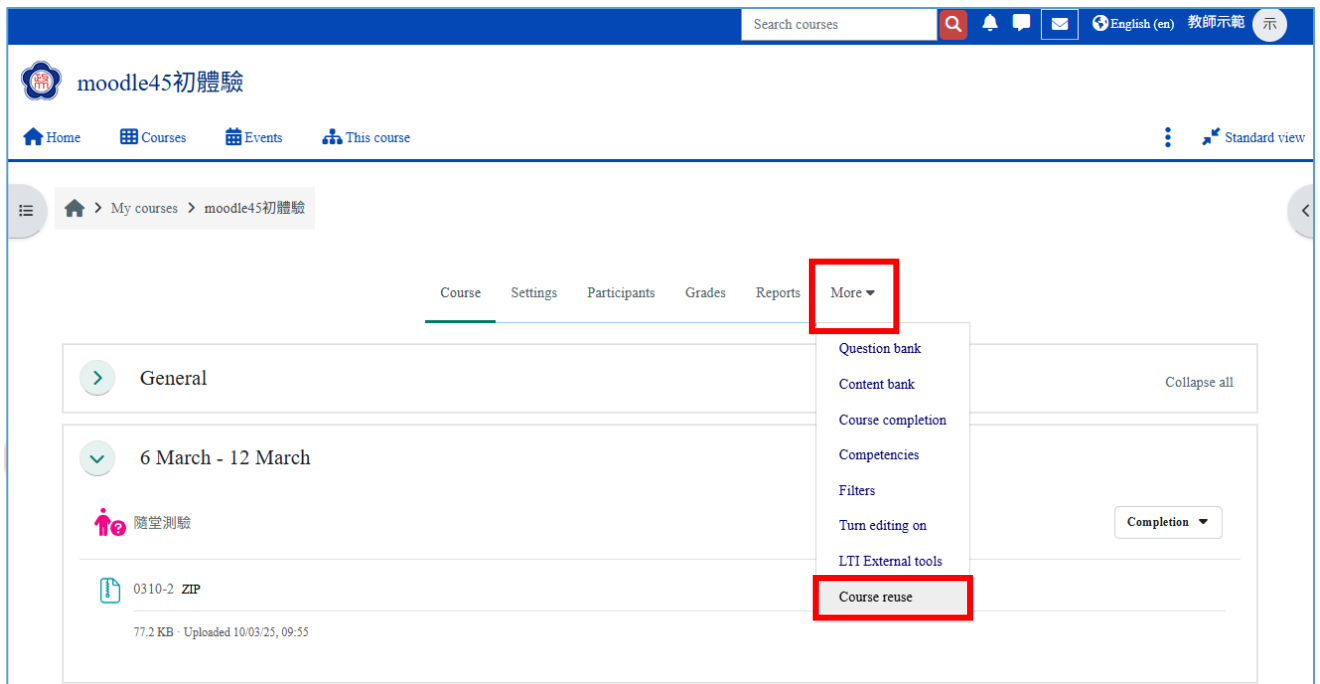 Search courses
English (en) 教師示範 示
moodle45初體驗
Home Courses Events This course Standard view
My courses moodle45初體驗
Course Settings Participants Grades Reports More
Question bank
Content bank
Course completion
Competencies
Filters
Turn editing on
LTI External tools
Course reuse
General Collapse all
6 March - 12 March
隨堂測驗 Completion
0310-2 ZIP
77.2 KB · Uploaded 10/03/25, 09:55